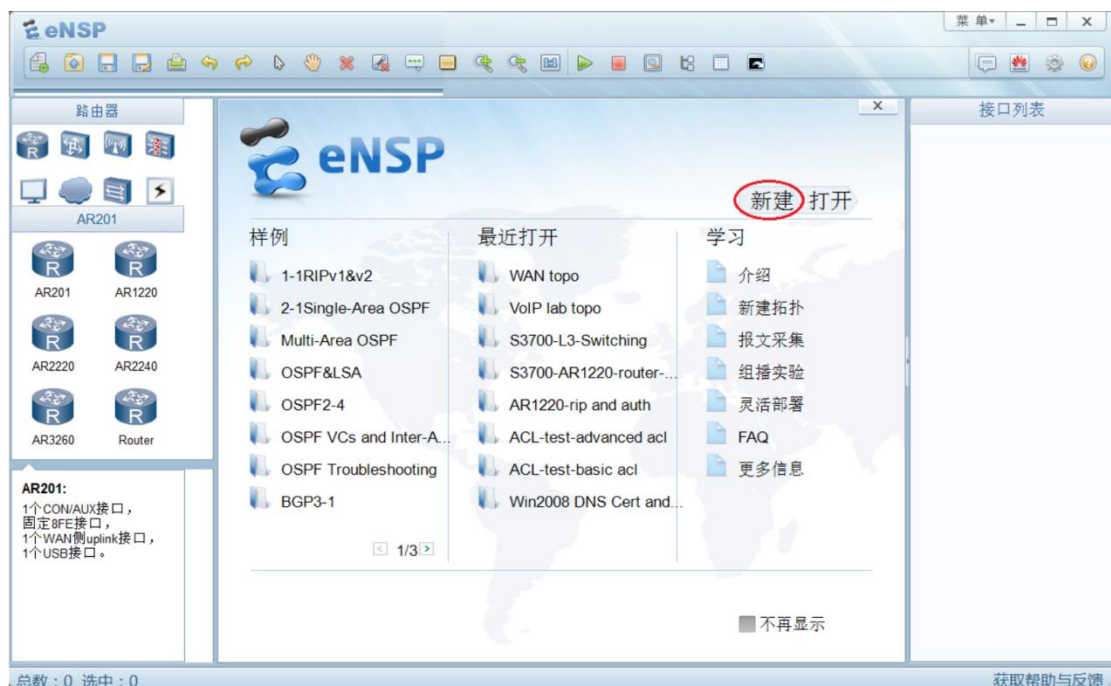 eNSP
菜 单
路由器
AR201
AR201
AR1220
AR2220
AR2240
AR3260
Router
AR201:
1个CON/AUX接口，
固定8FE接口，
1个WAN侧uplink接口，
1个USB接口。
eNSP
新建 打开
样例
1-1RIPv1&v2
2-1Single-Area OSPF
Multi-Area OSPF
OSPF&LSA
OSPF2-4
OSPF VCs and Inter-A...
OSPF Troubleshooting
BGP3-1
1/3
最近打开
WAN topo
VoIP lab topo
S3700-L3-Switching
S3700-AR1220-router-...
AR1220-rip and auth
ACL-test-advanced acl
ACL-test-basic acl
Win2008 DNS Cert and...
学习
介绍
新建拓扑
报文采集
组播实验
灵活部署
FAQ
更多信息
不再显示
接口列表
总数：0 选中：0
获取帮助与反馈